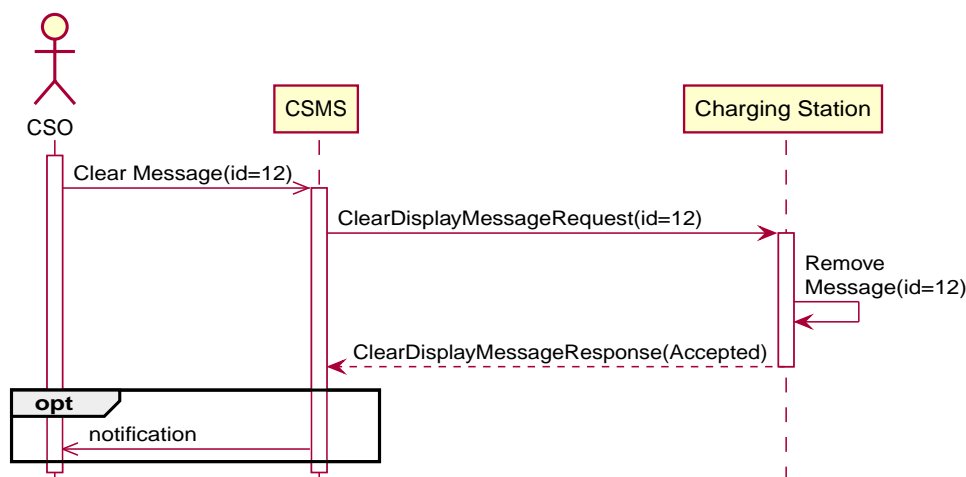 CSO
CSMS
Charging Station
Clear Message(id=12)
ClearDisplayMessageRequest(id=12)
Remove
Message(id=12)
ClearDisplayMessageResponse(Accepted)
opt
notification